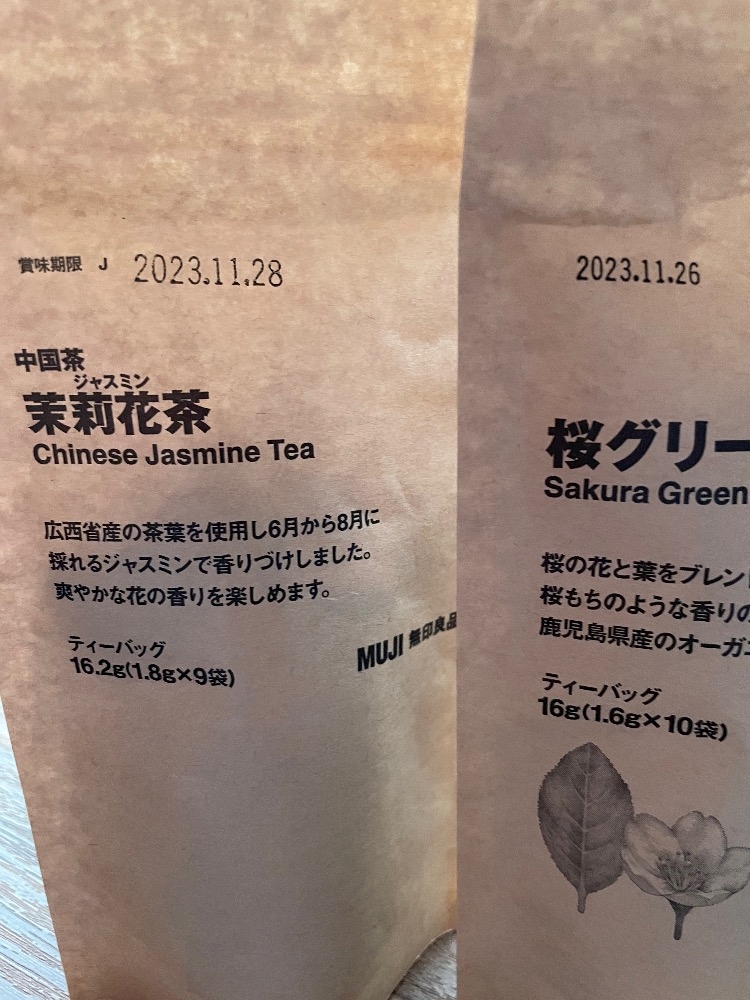 賞味期限 J 2023.11.28
中国茶
ジャスミン
茉莉花茶
Chinese Jasmine Tea
広西省産の茶葉を使用し6月から8月に
採れるジャスミンで香りづけしました。
爽やかな花の香りを楽しめます。
ティーバッグ
16.2g(1.8g×9袋)
MUJI 無印良品
2023.11.26
桜グリー
Sakura Green
桜の花と葉をブレン
桜もちのような香りの
鹿児島県産のオーガ
ティーバッグ
16g(1.6g×10袋)